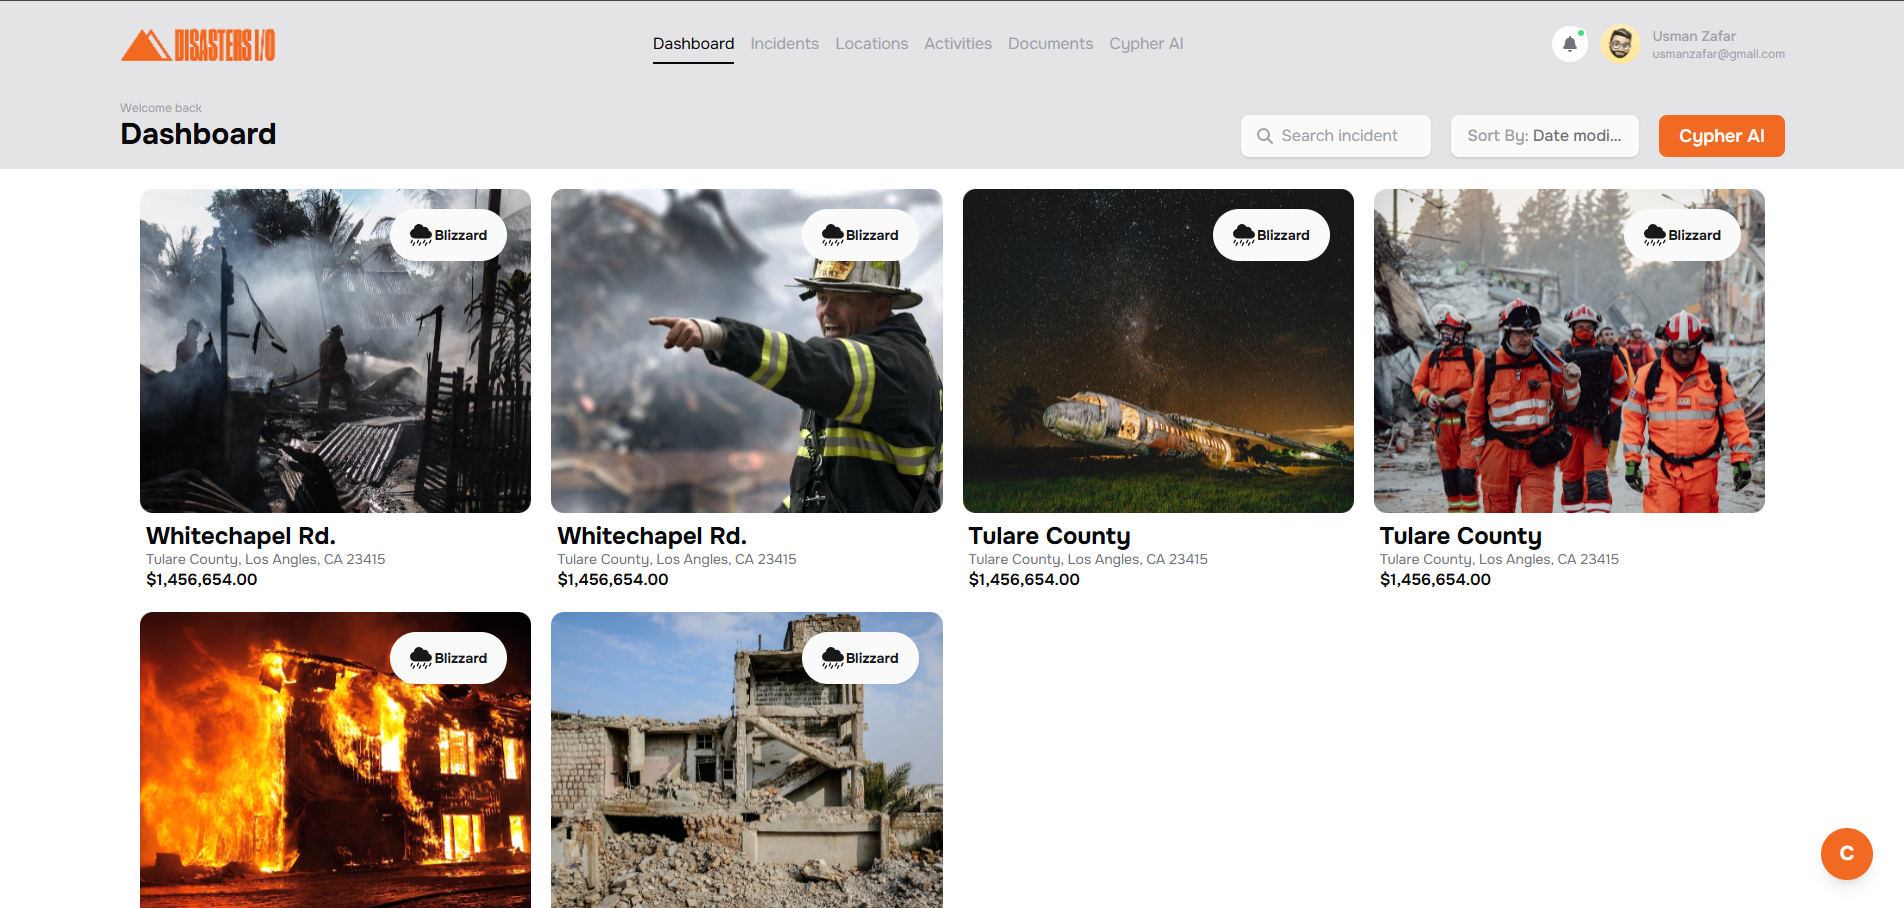 DISASTERS I/O
Dashboard Incidents Locations Activities Documents Cypher AI
Usman Zafar
usmanzafar@gmail.com
Welcome back
Dashboard
Search incident
Sort By: Date modi...
Cypher AI
Blizzard
Blizzard
Blizzard
Blizzard
Whitechapel Rd.
Tulare County, Los Angles, CA 23415
$1,456,654.00
Whitechapel Rd.
Tulare County, Los Angles, CA 23415
$1,456,654.00
Tulare County
Tulare County, Los Angles, CA 23415
$1,456,654.00
Tulare County
Tulare County, Los Angles, CA 23415
$1,456,654.00
Blizzard
Blizzard
C